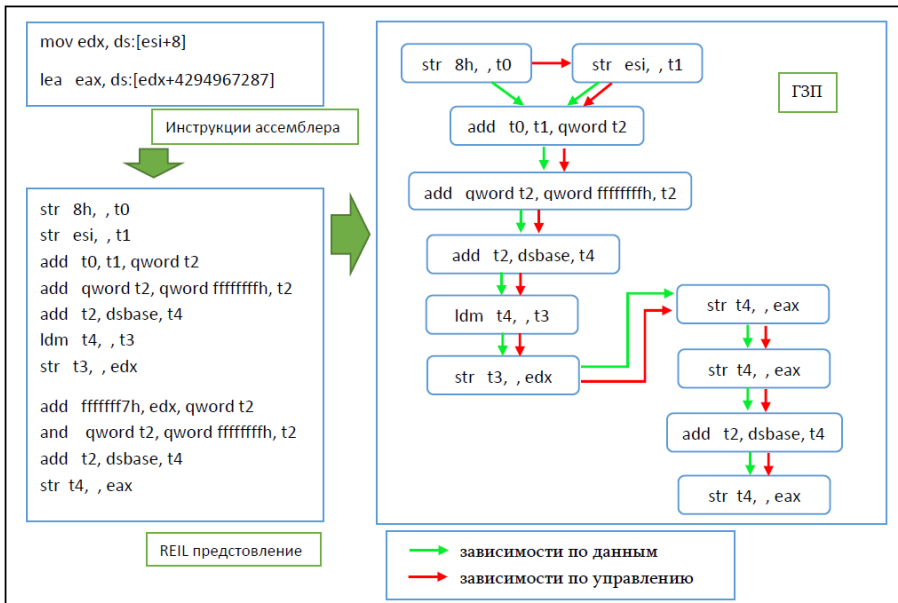 mov edx, ds:[esi+8]
lea eax, ds:[edx+4294967287]
Инструкции ассемблера
str 8h, , t0
str esi, , t1
add t0, t1, qword t2
add qword t2, qword ffffffffh, t2
add t2, dsbase, t4
ldm t4, , t3
str t3, , edx
add fffffff7h, edx, qword t2
and qword t2, qword ffffffffh, t2
add t2, dsbase, t4
str t4, , eax
REIL предстовление
ГЗП
str 8h, , t0
str esi, , t1
add t0, t1, qword t2
add qword t2, qword ffffffffh, t2
add t2, dsbase, t4
ldm t4, , t3
str t3, , edx
str t4, , eax
str t4, , eax
add t2, dsbase, t4
str t4, , eax
зависимости по данным
зависимости по управлению